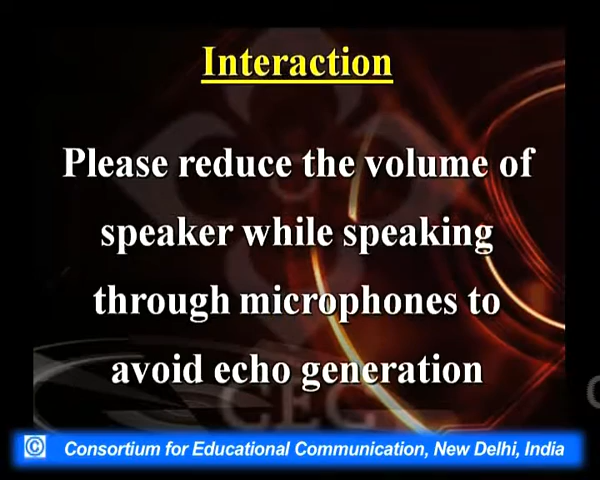 Interaction
Please reduce the volume of
speaker while speaking
through microphones to
avoid echo generation
CEC
© Consortium for Educational Communication, New Delhi, India